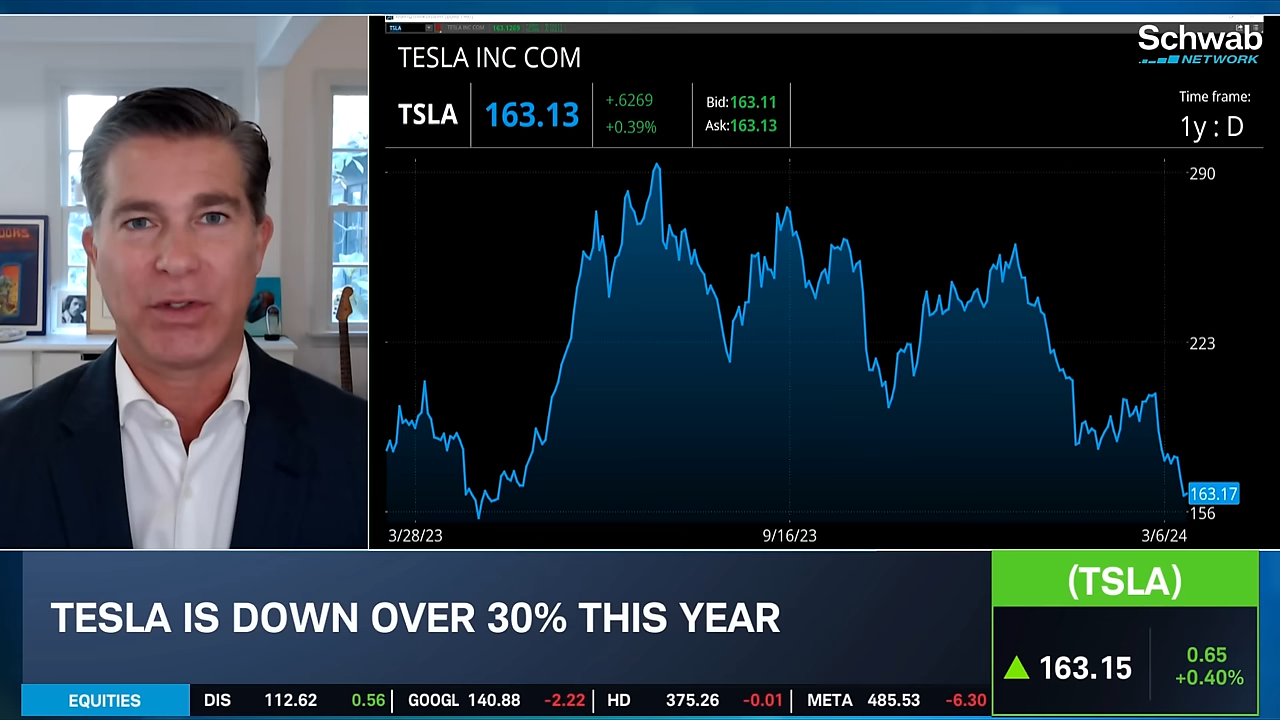 TSLA
TESLA INC COM
Schwab
NETWORK
TSLA
163.13
+.6269
+0.39%
Bid:163.11
Ask:163.13
Time frame:
1y : D
290
223
163.17
156
3/28/23
9/16/23
3/6/24
TESLA IS DOWN OVER 30% THIS YEAR
(TSLA)
163.15
0.65
+0.40%
EQUITIES
DIS 112.62 0.56 GOOGL 140.88 -2.22 HD 375.26 -0.01 META 485.53 -6.30